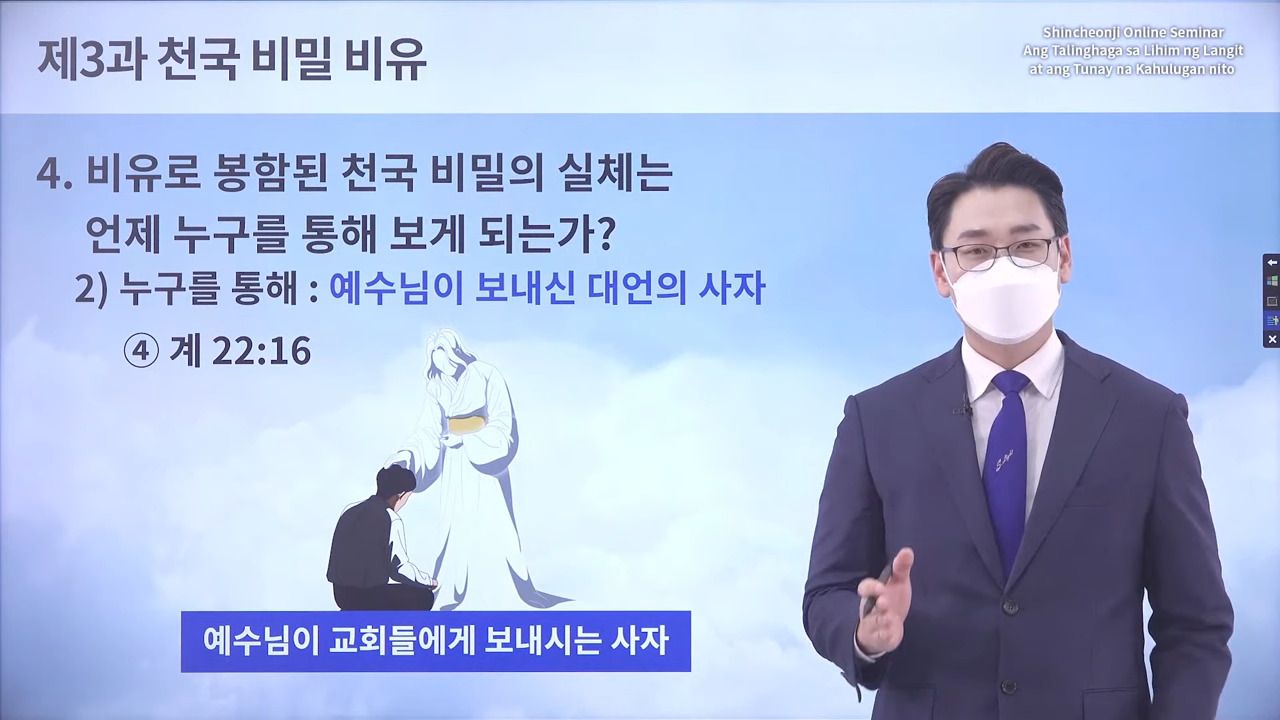 제3과 천국 비밀 비유
Shincheonji Online Seminar
Ang Talinghaga sa Lihim ng Langit
at ang Tunay na Kahulugan nito
4. 비유로 봉함된 천국 비밀의 실체는
언제 누구를 통해 보게 되는가?
2) 누구를 통해 : 예수님이 보내신 대언의 사자
④ 계 22:16
예수님이 교회들에게 보내시는 사자